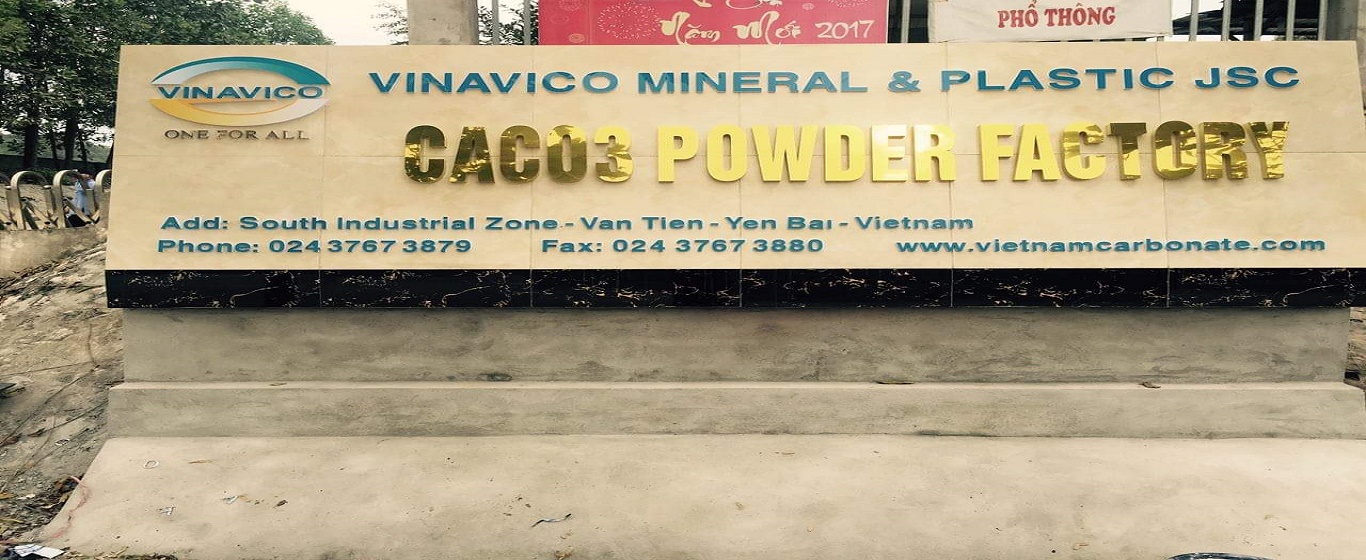 Năm Mới 2017
PHỔ THÔNG
VINAVICO
ONE FOR ALL
VINAVICO MINERAL & PLASTIC JSC
CACO3 POWDER FACTORY
Add: South Industrial Zone - Van Tien - Yen Bai - Vietnam
Phone: 024 3767 3879 Fax: 024 3767 3880 www.vietnamcarbonate.com